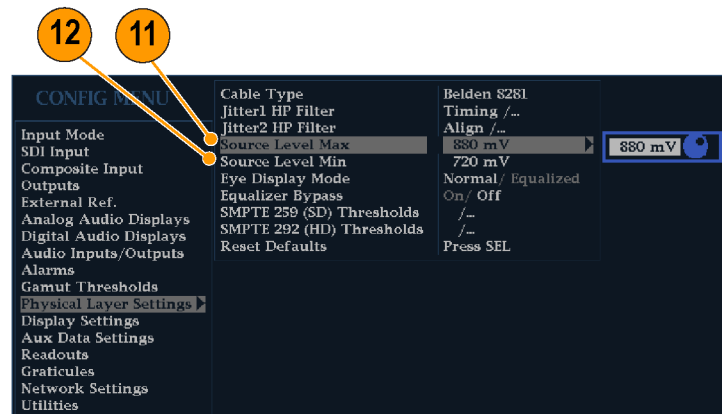 12 11
CONFIG MENU
Input Mode
SDI Input
Composite Input
Outputs
External Ref.
Analog Audio Displays
Digital Audio Displays
Audio Inputs/Outputs
Alarms
Gamut Thresholds
Physical Layer Settings
Display Settings
Aux Data Settings
Readouts
Graticules
Network Settings
Utilities
Cable Type Belden 8281
Jitter1 HP Filter Timing /...
Jitter2 HP Filter Align /...
Source Level Max 880 mV
Source Level Min 720 mV
Eye Display Mode Normal/ Equalized
Equalizer Bypass On/ Off
SMPTE 259 (SD) Thresholds /...
SMPTE 292 (HD) Thresholds /...
Reset Defaults Press SEL
880 mV